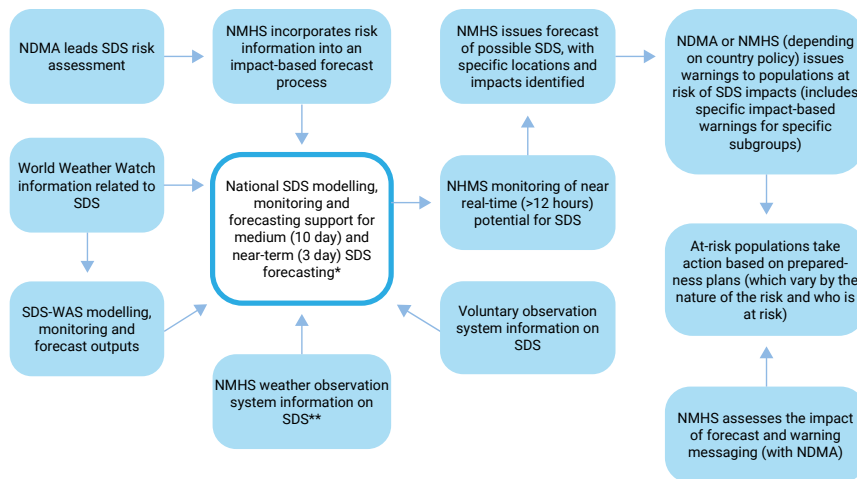 NDMA leads SDS risk
assessment
NMHS incorporates risk
information into an
impact-based forecast
process
NMHS issues forecast
of possible SDS, with
specific locations and
impacts identified
NDMA or NMHS (depending
on country policy) issues
warnings to populations at
risk of SDS impacts (includes
specific impact-based
warnings for specific
subgroups)
World Weather Watch
information related to
SDS
National SDS modelling,
monitoring and
forecasting support for
medium (10 day) and
near-term (3 day) SDS
forecasting*
NHMS monitoring of near
real-time (>12 hours)
potential for SDS
At-risk populations take
action based on prepared-
ness plans (which vary by the
nature of the risk and who is
at risk)
SDS-WAS modelling,
monitoring and
forecast outputs
Voluntary observation
system information on
SDS
NMHS weather observation
system information on
SDS**
NMHS assesses the impact
of forecast and warning
messaging (with NDMA)